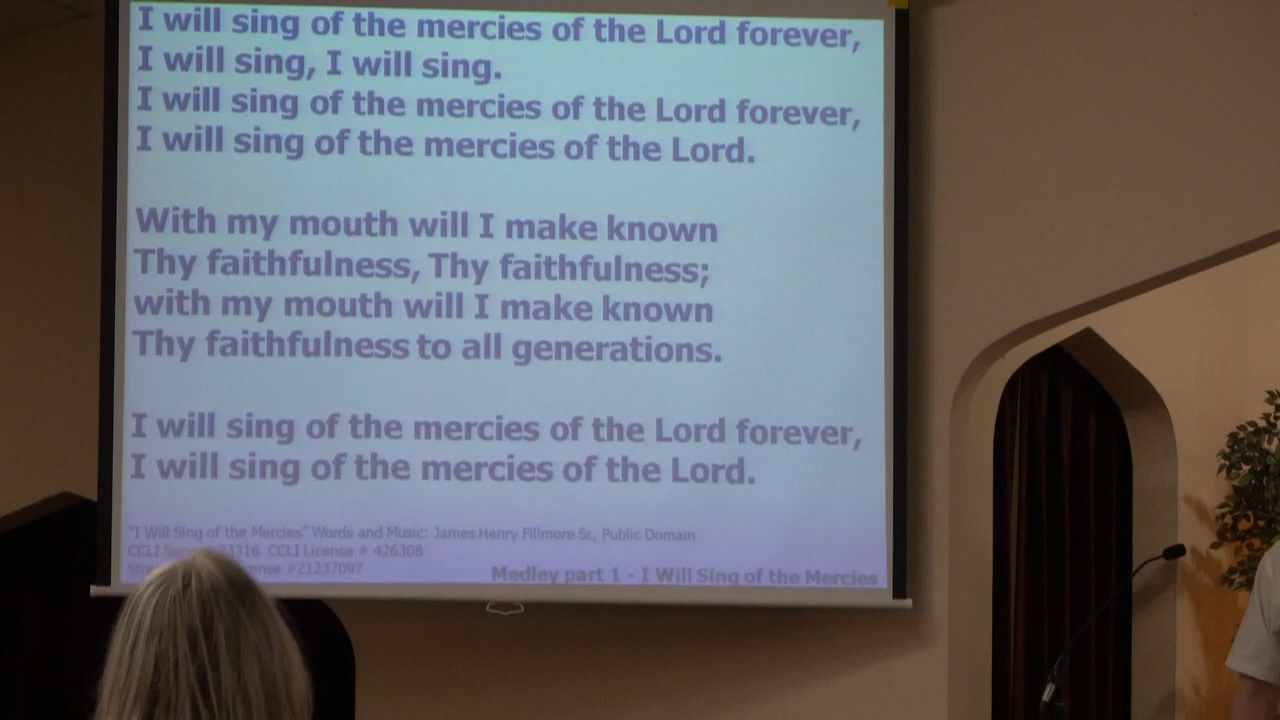 I will sing of the mercies of the Lord forever,
I will sing, I will sing.
I will sing of the mercies of the Lord forever,
I will sing of the mercies of the Lord.
With my mouth will I make known
Thy faithfulness, Thy faithfulness;
with my mouth will I make known
Thy faithfulness to all generations.
I will sing of the mercies of the Lord forever,
I will sing of the mercies of the Lord.
"I Will Sing of the Mercies" Words and Music: James Henry Fillmore Sr., Public Domain
CCLI 3316. CCLI License # 426308
#21237097
Medley part 1 - I Will Sing of the Mercies